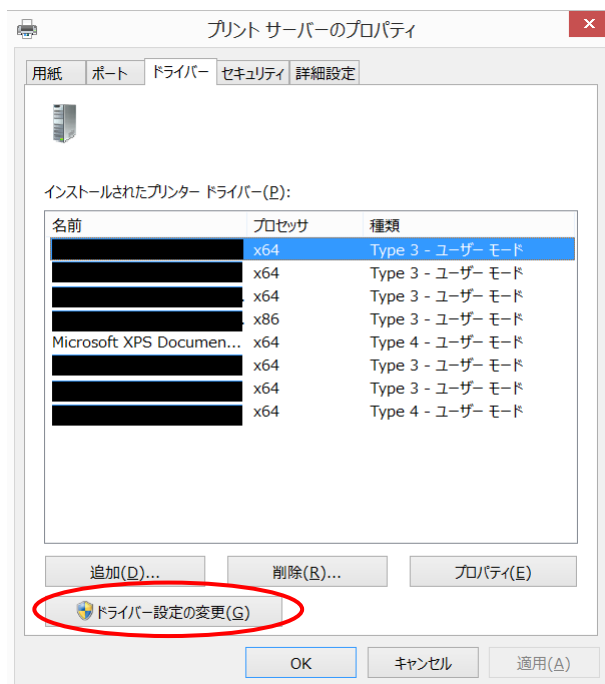 プリント サーバーのプロパティ
用紙 ポート ドライバー セキュリティ 詳細設定
インストールされたプリンター ドライバー(P):
名前 プロセッサ 種類
x64 Type 3 - ユーザー モード
x64 Type 3 - ユーザー モード
. x64 Type 3 - ユーザー モード
. x86 Type 3 - ユーザー モード
Microsoft XPS Documen... x64 Type 4 - ユーザー モード
x64 Type 3 - ユーザー モード
x64 Type 3 - ユーザー モード
x64 Type 4 - ユーザー モード
追加(D)... 削除(R)... プロパティ(E)
ドライバー設定の変更(G)
OK キャンセル 適用(A)